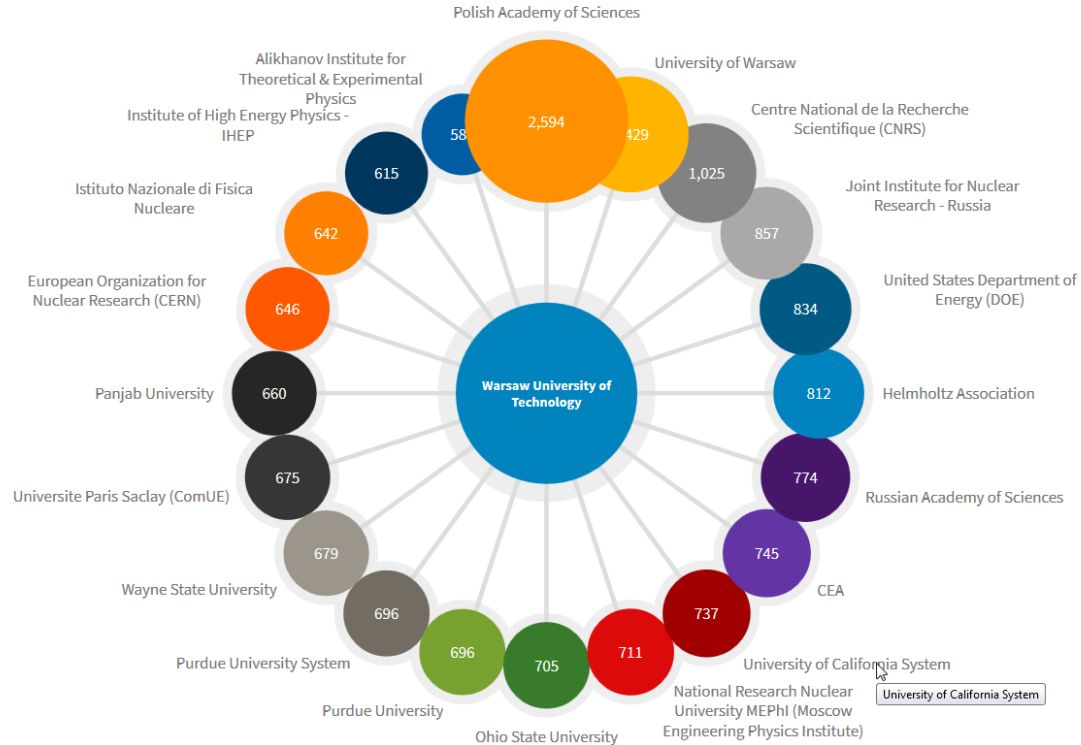 Polish Academy of Sciences
2,594
University of Warsaw
Centre National de la Recherche
Scientifique (CNRS)
1,025
Joint Institute for Nuclear
Research - Russia
857
United States Department of
Energy (DOE)
834
Helmholtz Association
812
Russian Academy of Sciences
774
CEA
745
University of California System
737
University of California System
National Research Nuclear
University MEPhI (Moscow
Engineering Physics Institute)
711
Ohio State University
705
Purdue University
696
Purdue University System
696
Wayne State University
679
Universite Paris Saclay (ComUE)
675
Panjab University
660
European Organization for
Nuclear Research (CERN)
646
Istituto Nazionale di Fisica
Nucleare
642
Institute of High Energy Physics -
IHEP
615
Alikhanov Institute for
Theoretical & Experimental
Physics
Warsaw University of
Technology